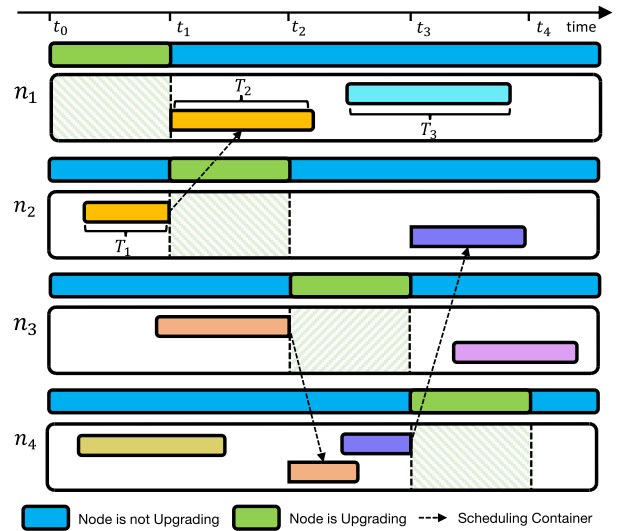 t0 t1 t2 t3 t4 time
n1
T2
T3
n2
T1
n3
n4
Node is not Upgrading Node is Upgrading Scheduling Container